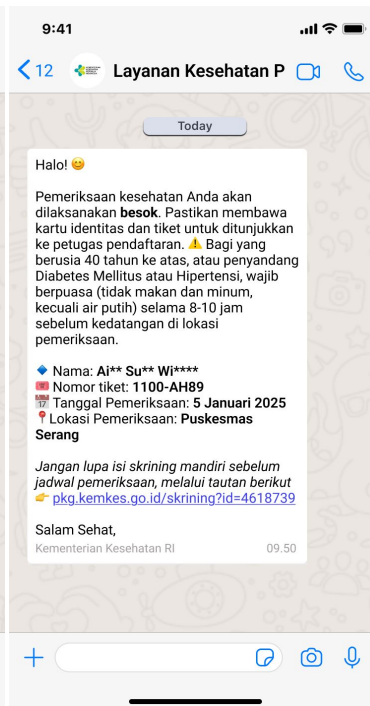 9:41
12 Layanan Kesehatan P
Today
Halo! 😊
Pemeriksaan kesehatan Anda akan
dilaksanakan besok. Pastikan membawa
kartu identitas dan tiket untuk ditunjukkan
ke petugas pendaftaran. ⚠️ Bagi yang
berusia 40 tahun ke atas, atau penyandang
Diabetes Mellitus atau Hipertensi, wajib
berpuasa (tidak makan dan minum,
kecuali air putih) selama 8-10 jam
sebelum kedatangan di lokasi
pemeriksaan.
🔹 Nama: Ai** Su** Wi****
🎟️ Nomor tiket: 1100-AH89
📅 Tanggal Pemeriksaan: 5 Januari 2025
📍Lokasi Pemeriksaan: Puskesmas
Serang
Jangan lupa isi skrining mandiri sebelum
jadwal pemeriksaan, melalui tautan berikut
👉 pkg.kemkes.go.id/skrining?id=4618739
Salam Sehat,
Kementerian Kesehatan RI 09.50